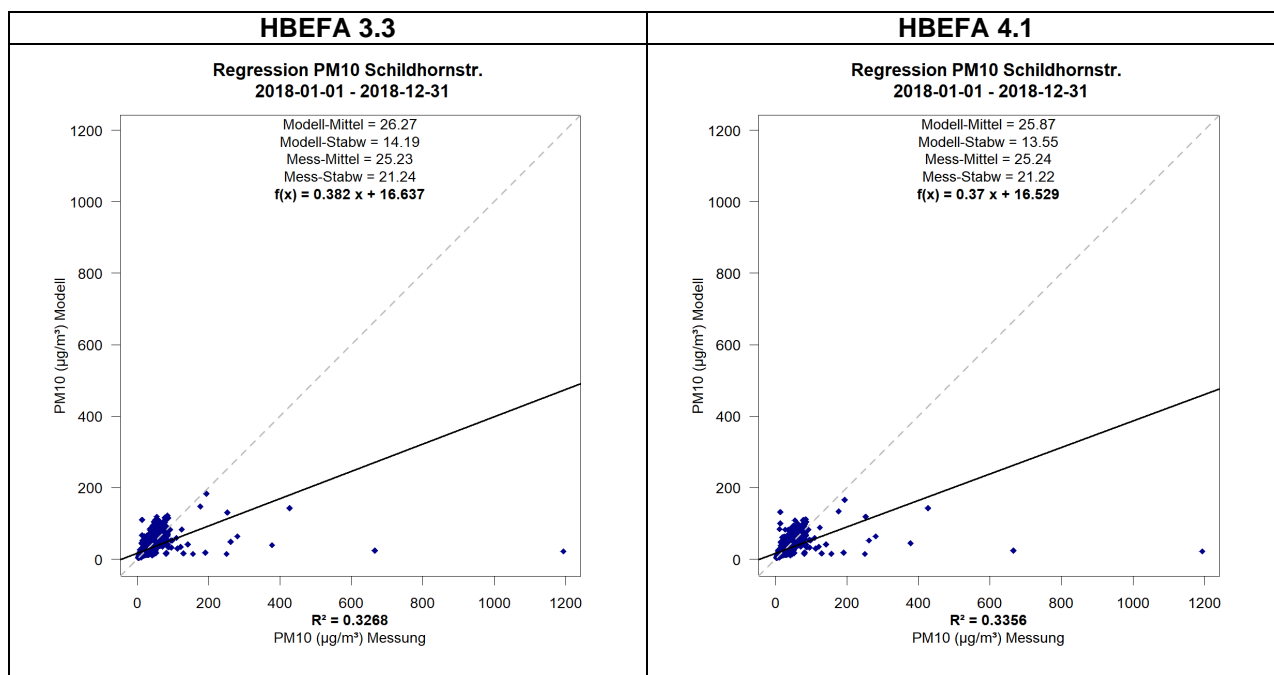 HBEFA 3.3
HBEFA 4.1
Regression PM10 Schildhornstr.
2018-01-01 - 2018-12-31
Modell-Mittel = 26.27
Modell-Stabw = 14.19
Mess-Mittel = 25.23
Mess-Stabw = 21.24
f(x) = 0.382 x + 16.637
1200
1000
800
600
400
200
0
PM10 (µg/m³) Modell
0 200 400 600 800 1000 1200
R² = 0.3268
PM10 (µg/m³) Messung
Regression PM10 Schildhornstr.
2018-01-01 - 2018-12-31
Modell-Mittel = 25.87
Modell-Stabw = 13.55
Mess-Mittel = 25.24
Mess-Stabw = 21.22
f(x) = 0.37 x + 16.529
1200
1000
800
600
400
200
0
PM10 (µg/m³) Modell
0 200 400 600 800 1000 1200
R² = 0.3356
PM10 (µg/m³) Messung